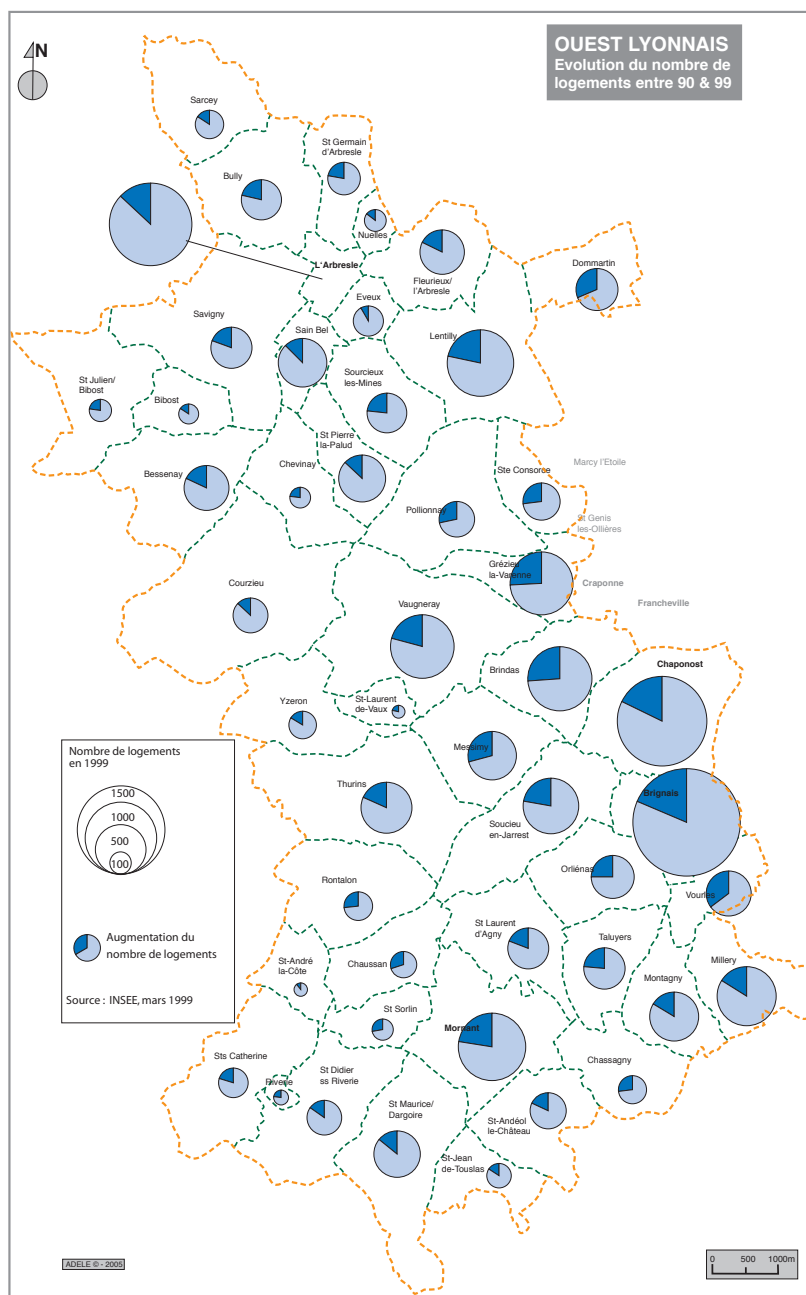 N
OUEST LYONNAIS
Evolution du nombre de
logements entre 90 & 99
Sarcey
St Germain
d'Arbresle
Bully
Nuelles
L'Arbresle
Fleurieux/
l'Arbresle
Dommartin
Eveux
Savigny
Sain Bel
Lentilly
Sourcieux
les-Mines
St Julien/
Bibost
Bibost
St Pierre
la-Palud
Chevinay
Bessenay
Ste Consorce
Marcy l'Etoile
Pollionnay
St Genis
les-Ollières
Grézieu
la-Varenne
Craponne
Francheville
Courzieu
Vaugneray
Brindas
Chaponost
Yzeron
St-Laurent
de-Vaux
Messimy
Thurins
Brignais
Soucieu
en-Jarrest
Orliénas
Vourles
Rontalon
St Laurent
d'Agny
Taluyers
Chaussan
St-André
la-Côte
Millery
Montagny
St Sorlin
Mornant
Sts Catherine
Riverie
St Didier
ss Riverie
Chassagny
St Maurice/
Dargoire
St-Andéol
le-Château
St-Jean
de-Touslas
Nombre de logements
en 1999
1500
1000
500
100
Augmentation du
nombre de logements
Source : INSEE, mars 1999
ADELE © - 2005
0 500 1000m